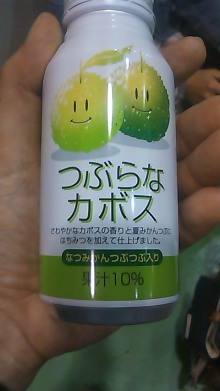 つぶらな
カボス
さわやかなカボスの香りと夏みかんつぶに、
はちみつを加えて仕上げました。
なつみかんつぶつぶ入り
果汁10%